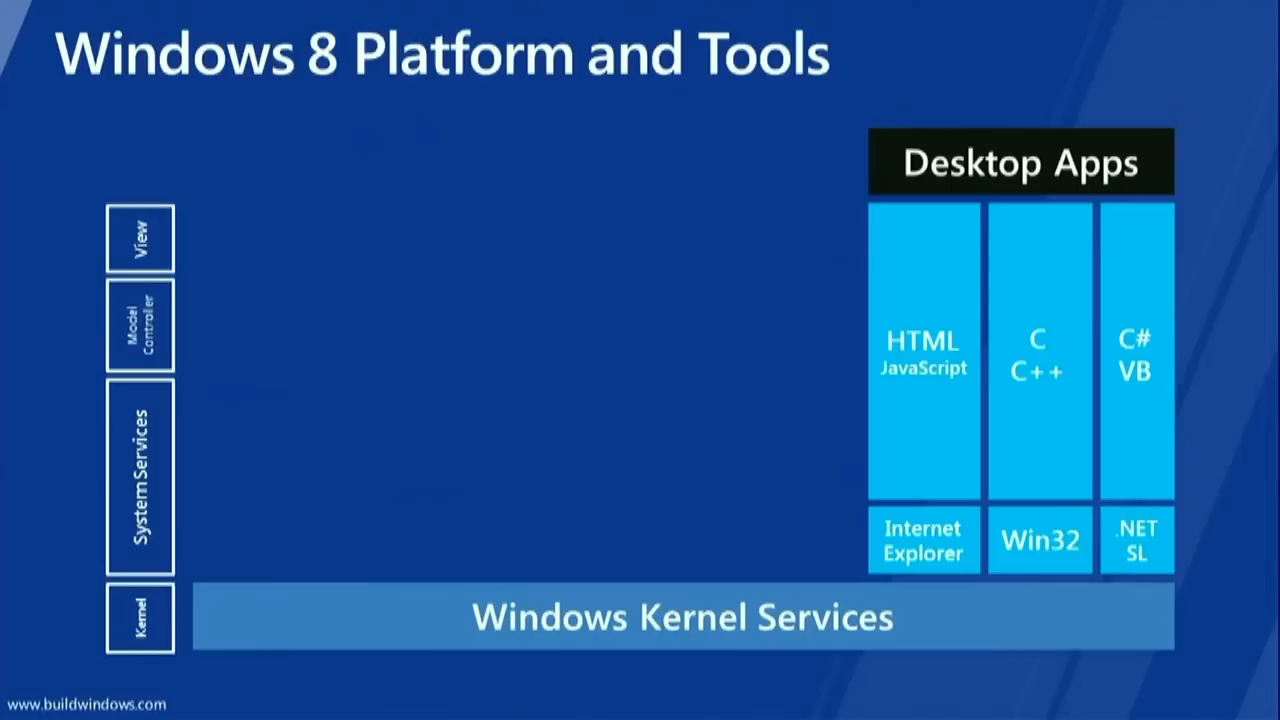 Windows 8 Platform and Tools
Desktop Apps
View
Model
Controller
System Services
Kernel
HTML
JavaScript
C
C++
C#
VB
Internet
Explorer
Win32
.NET
SL
Windows Kernel Services
www.buildwindows.com